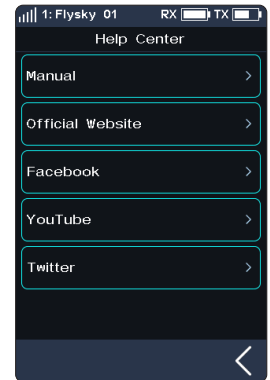 1: Flysky 01 RX TX
Help Center
Manual
Official Website
Facebook
YouTube
Twitter